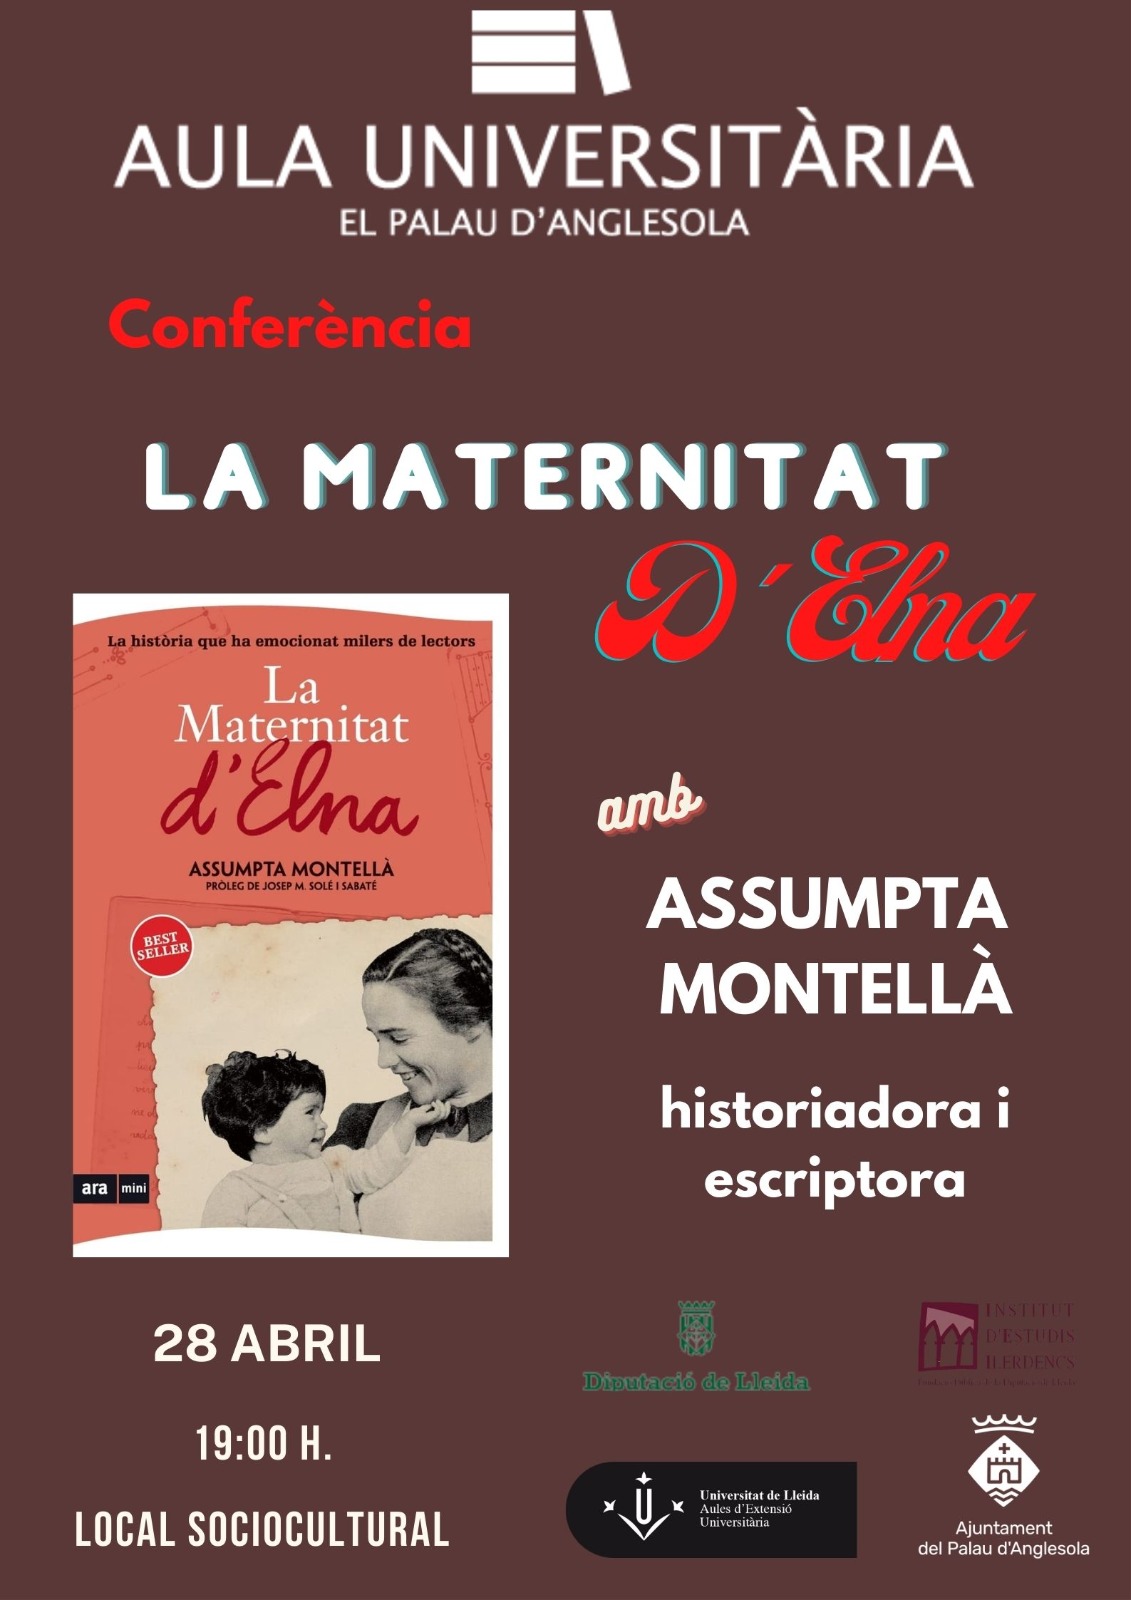 AULA UNIVERSITÀRIA
EL PALAU D'ANGLESOLA
Conferència
LA MATERNITAT
D´Elna
La història que ha emocionat milers de lectors
La
Maternitat
d'Elna
ASSUMPTA MONTELLÀ
PRÒLEG DE JOSEP M. SOLÉ I SABATÉ
BEST
SELLER
ara mini
amb
ASSUMPTA
MONTELLÀ
historiadora i
escriptora
28 ABRIL
19:00 H.
LOCAL SOCIOCULTURAL
Diputació de Lleida
INSTITUT
D'ESTUDIS
ILERDENCS
Universitat de Lleida
Aules d'Extensió
Universitària
Ajuntament
del Palau d'Anglesola